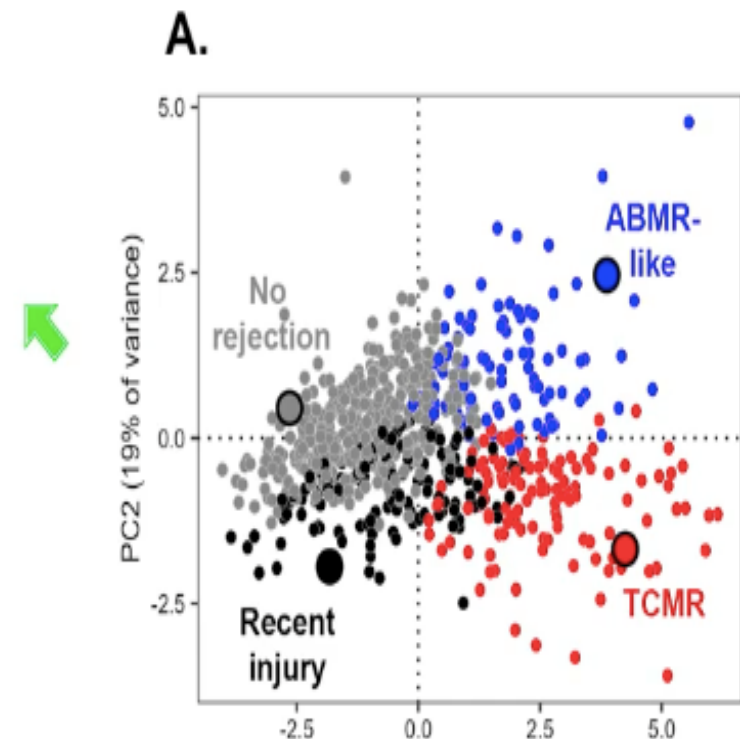 A.
5.0
2.5
0.0
-2.5
PC2 (19% of variance)
No
rejection
ABMR-
like
Recent
injury
TCMR
-2.5
0.0
2.5
5.0